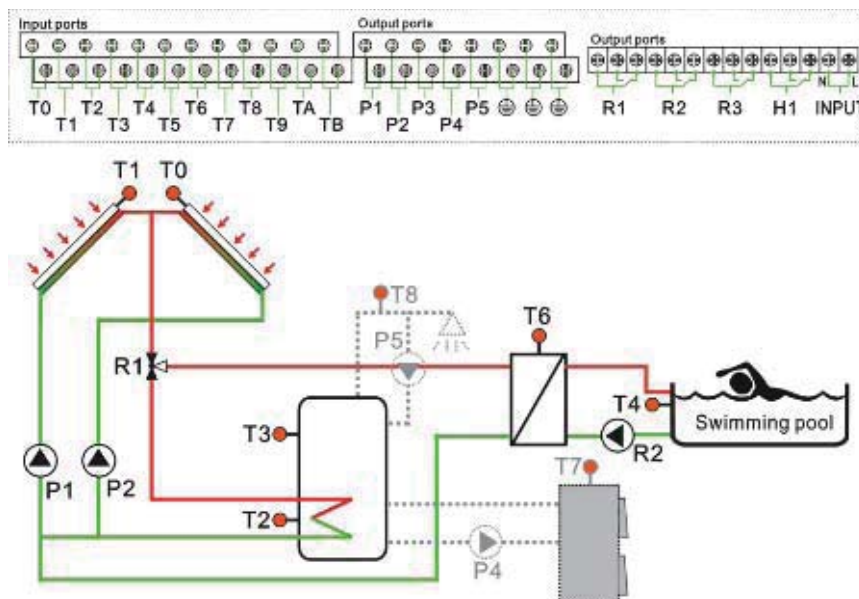 Input ports
Output ports
Output ports
T0 T2 T4 T6 T8 TA P1 P3 P5
T1 T3 T5 T7 T9 TB P2 P4
N L
R1 R2 R3 H1 INPUT
T1 T0
T8
T6
P5
R1
T4
Swimming pool
T3
R2
P1 P2
T7
T2
P4